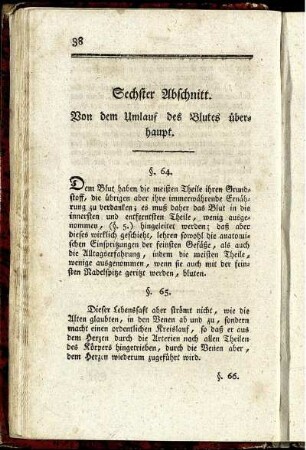 38
Sechster Abschnitt.
Von dem Umlauf des Blutes über-
haupt.
§. 64.
Dem Blut haben die meisten Theile ihren Grund-
stoff, die übrigen aber ihre immerwährende Ernäh-
rung zu verdanken; es muß daher das Blut in die
innersten und entferntsten Theile, wenig ausge-
nommen, (§. 5.) hingeleitet werden; daß aber
dieses wirklich geschieht, lehren sowohl die anatomi-
schen Einsprizungen der feinsten Gefäße, als auch
die Alltagserfahrung, indem die meisten Theile,
wenige ausgenommen, wenn sie auch mit der fein-
sten Nadelspitze gerizt werden, bluten.
§. 65.
Dieser Lebenssaft aber strömt nicht, wie die
Alten glaubten, in den Venen ab und zu, sondern
macht einen ordentlichen Kreislauf, so daß er aus
dem Herzen durch die Arterien nach allen Theilen
des Körpers hingetrieben, durch die Venen aber,
dem Herzen wiederum zugeführt wird.
§. 66.